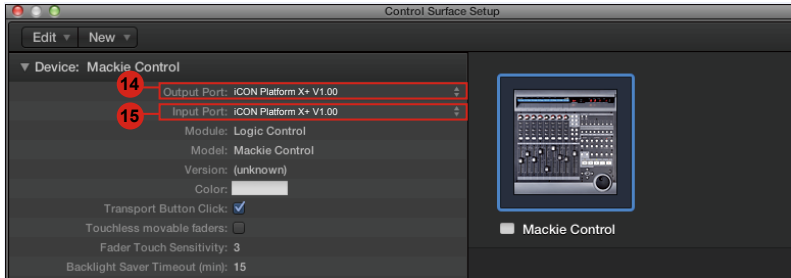 Control Surface Setup
Edit New
Device: Mackie Control
14
Output Port: iCON Platform X+ V1.00
15
Input Port: iCON Platform X+ V1.00
Module: Logic Control
Model: Mackie Control
Version: (unknown)
Color:
Transport Button Click:
Touchless movable faders:
Fader Touch Sensitivity: 3
Backlight Saver Timeout (min): 15
Mackie Control